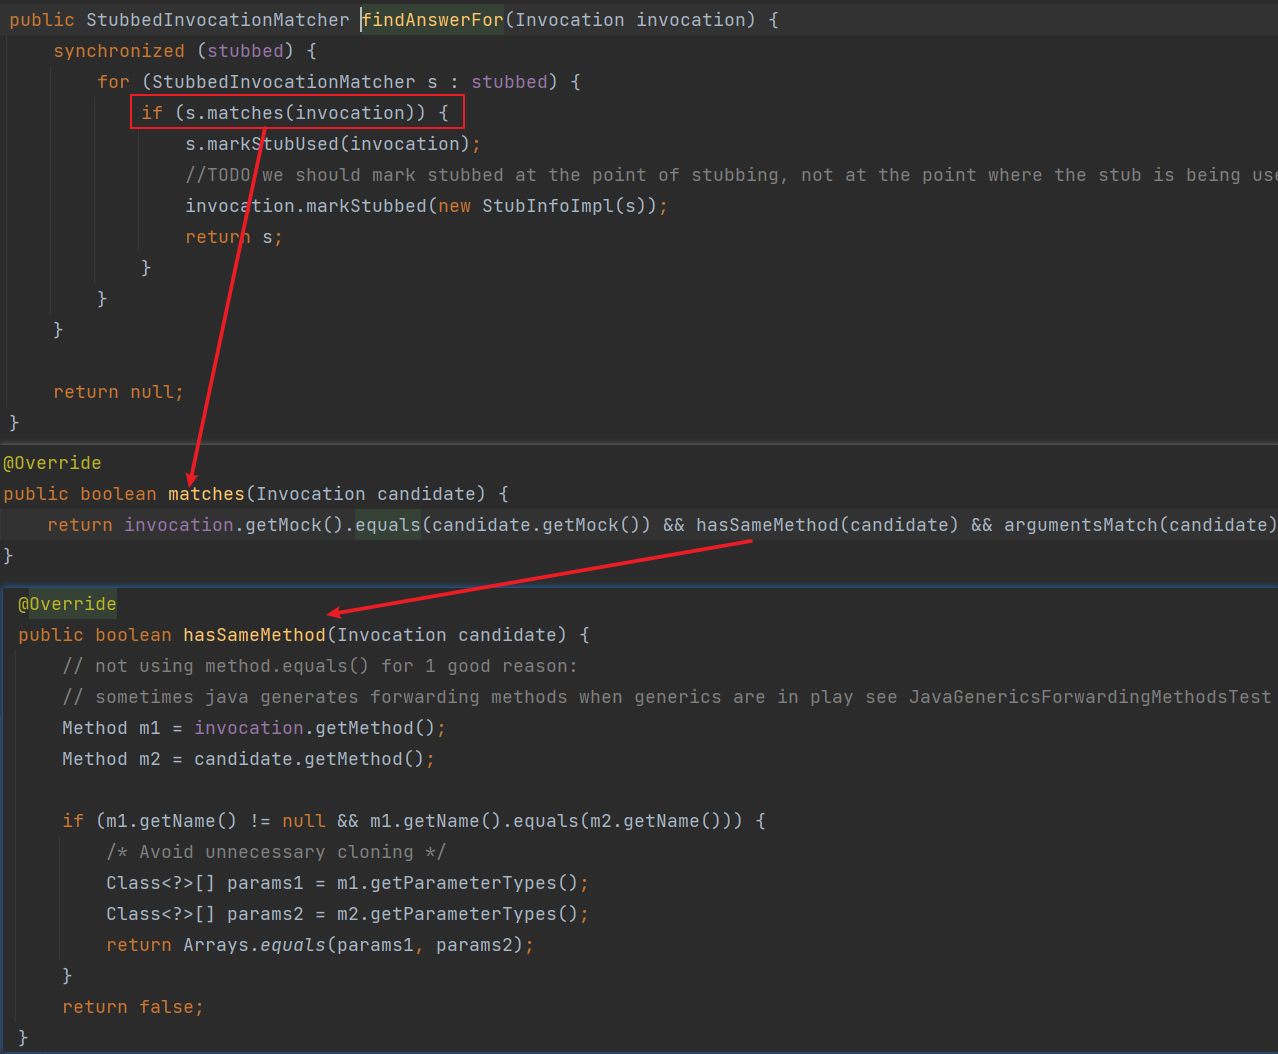 public StubbedInvocationMatcher findAnswerFor(Invocation invocation) {
synchronized (stubbed) {
for (StubbedInvocationMatcher s : stubbed) {
if (s.matches(invocation)) {
s.markStubUsed(invocation);
//TODO we should mark stubbed at the point of stubbing, not at the point where the stub is being use
invocation.markStubbed(new StubInfoImpl(s));
return s;
}
}
}
return null;
}
@Override
public boolean matches(Invocation candidate) {
return invocation.getMock().equals(candidate.getMock()) && hasSameMethod(candidate) && argumentsMatch(candidate)
}
@Override
public boolean hasSameMethod(Invocation candidate) {
// not using method.equals() for 1 good reason:
// sometimes java generates forwarding methods when generics are in play see JavaGenericsForwardingMethodsTest
Method m1 = invocation.getMethod();
Method m2 = candidate.getMethod();
if (m1.getName() != null && m1.getName().equals(m2.getName())) {
/* Avoid unnecessary cloning */
Class<?>[] params1 = m1.getParameterTypes();
Class<?>[] params2 = m2.getParameterTypes();
return Arrays.equals(params1, params2);
}
return false;
}